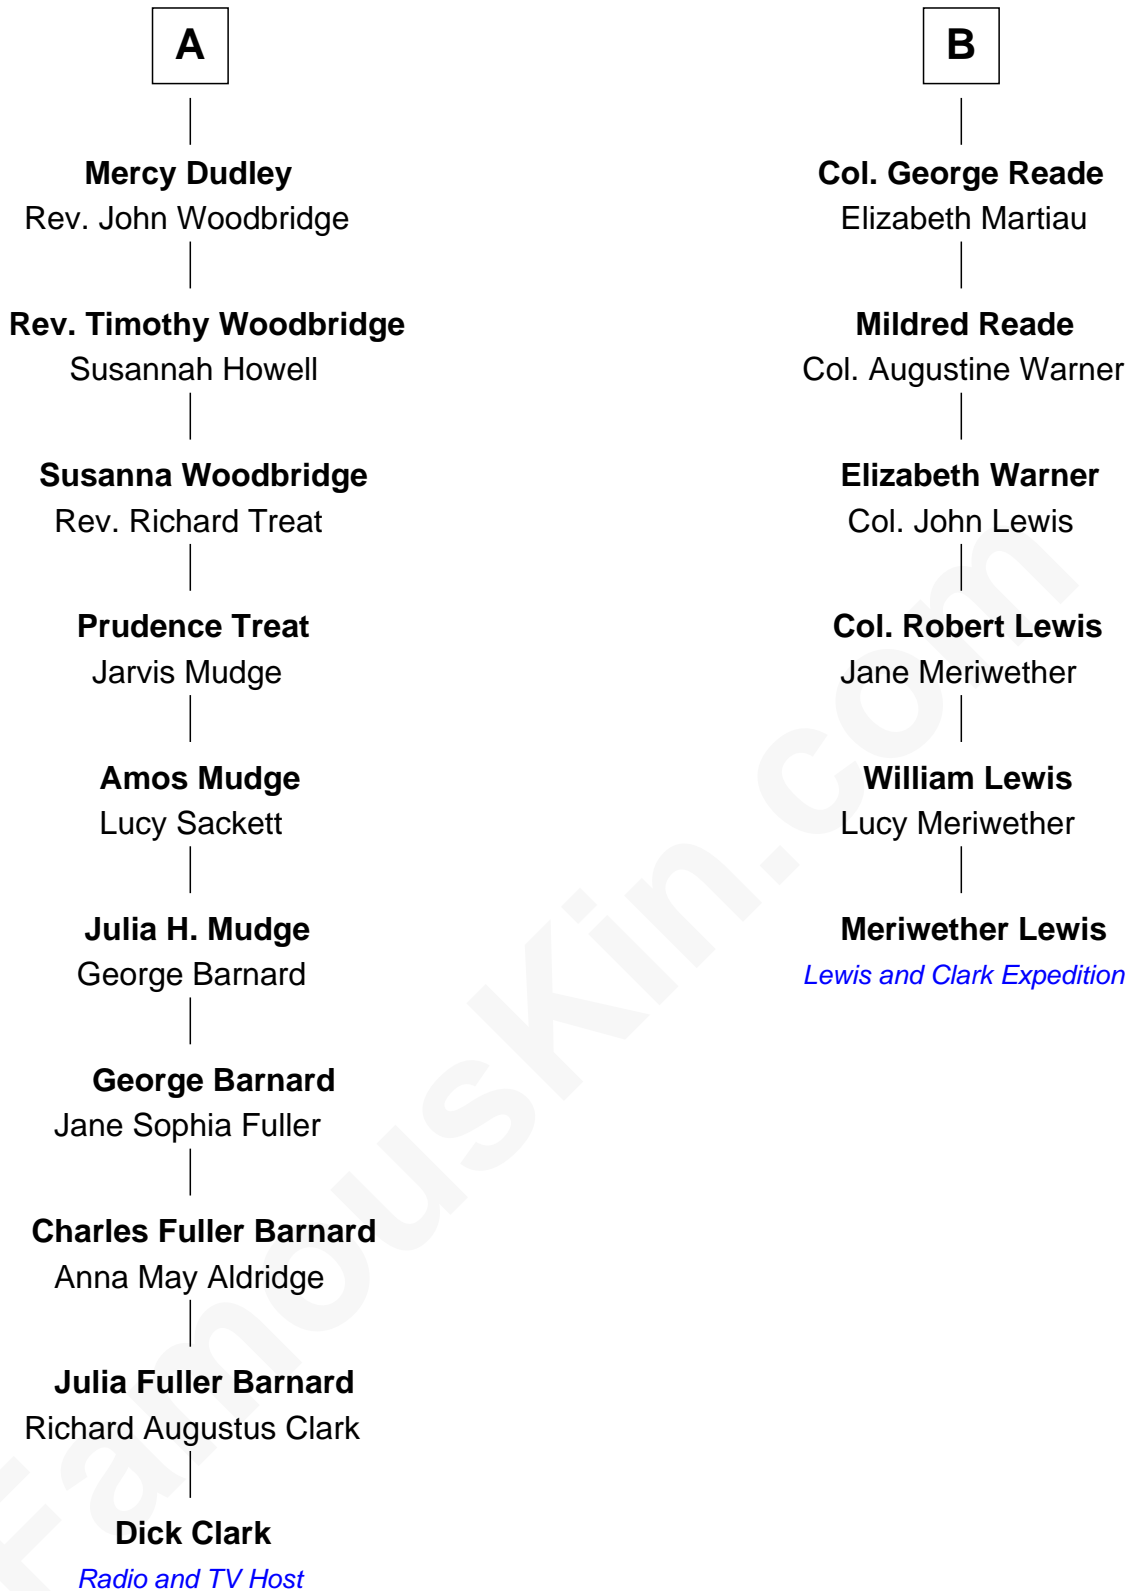 A
Mercy Dudley
Rev. John Woodbridge
Rev. Timothy Woodbridge
Susannah Howell
Susanna Woodbridge
Rev. Richard Treat
Prudence Treat
Jarvis Mudge
Amos Mudge
Lucy Sackett
Julia H. Mudge
George Barnard
George Barnard
Jane Sophia Fuller
Charles Fuller Barnard
Anna May Aldridge
Julia Fuller Barnard
Richard Augustus Clark
Dick Clark
Radio and TV Host
B
Col. George Reade
Elizabeth Martiau
Mildred Reade
Col. Augustine Warner
Elizabeth Warner
Col. John Lewis
Col. Robert Lewis
Jane Meriwether
William Lewis
Lucy Meriwether
Meriwether Lewis
Lewis and Clark Expedition
FamousKin.com